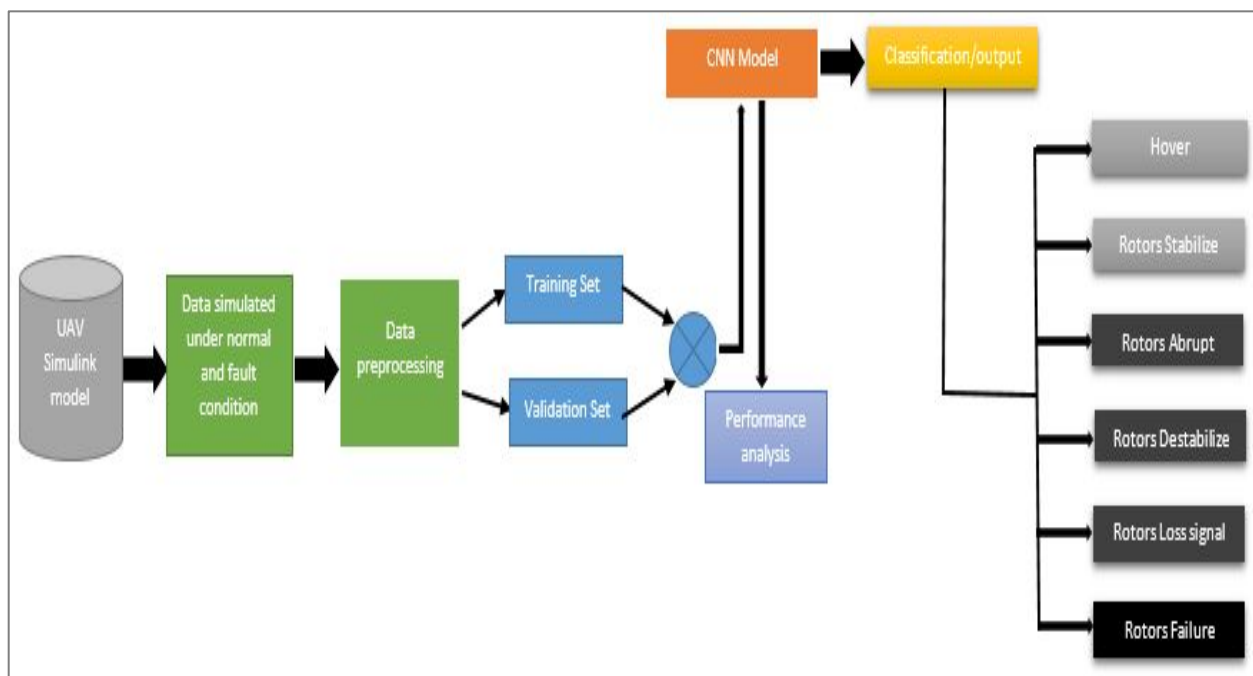 UAV
Simulink
model
Data simulated
under normal
and fault
condition
Data
preprocessing
Training Set
Validation Set
CNN Model
Performance
analysis
Classification/output
Hover
Rotors Stabilize
Rotors Abrupt
Rotors Destabilize
Rotors Loss signal
Rotors Failure